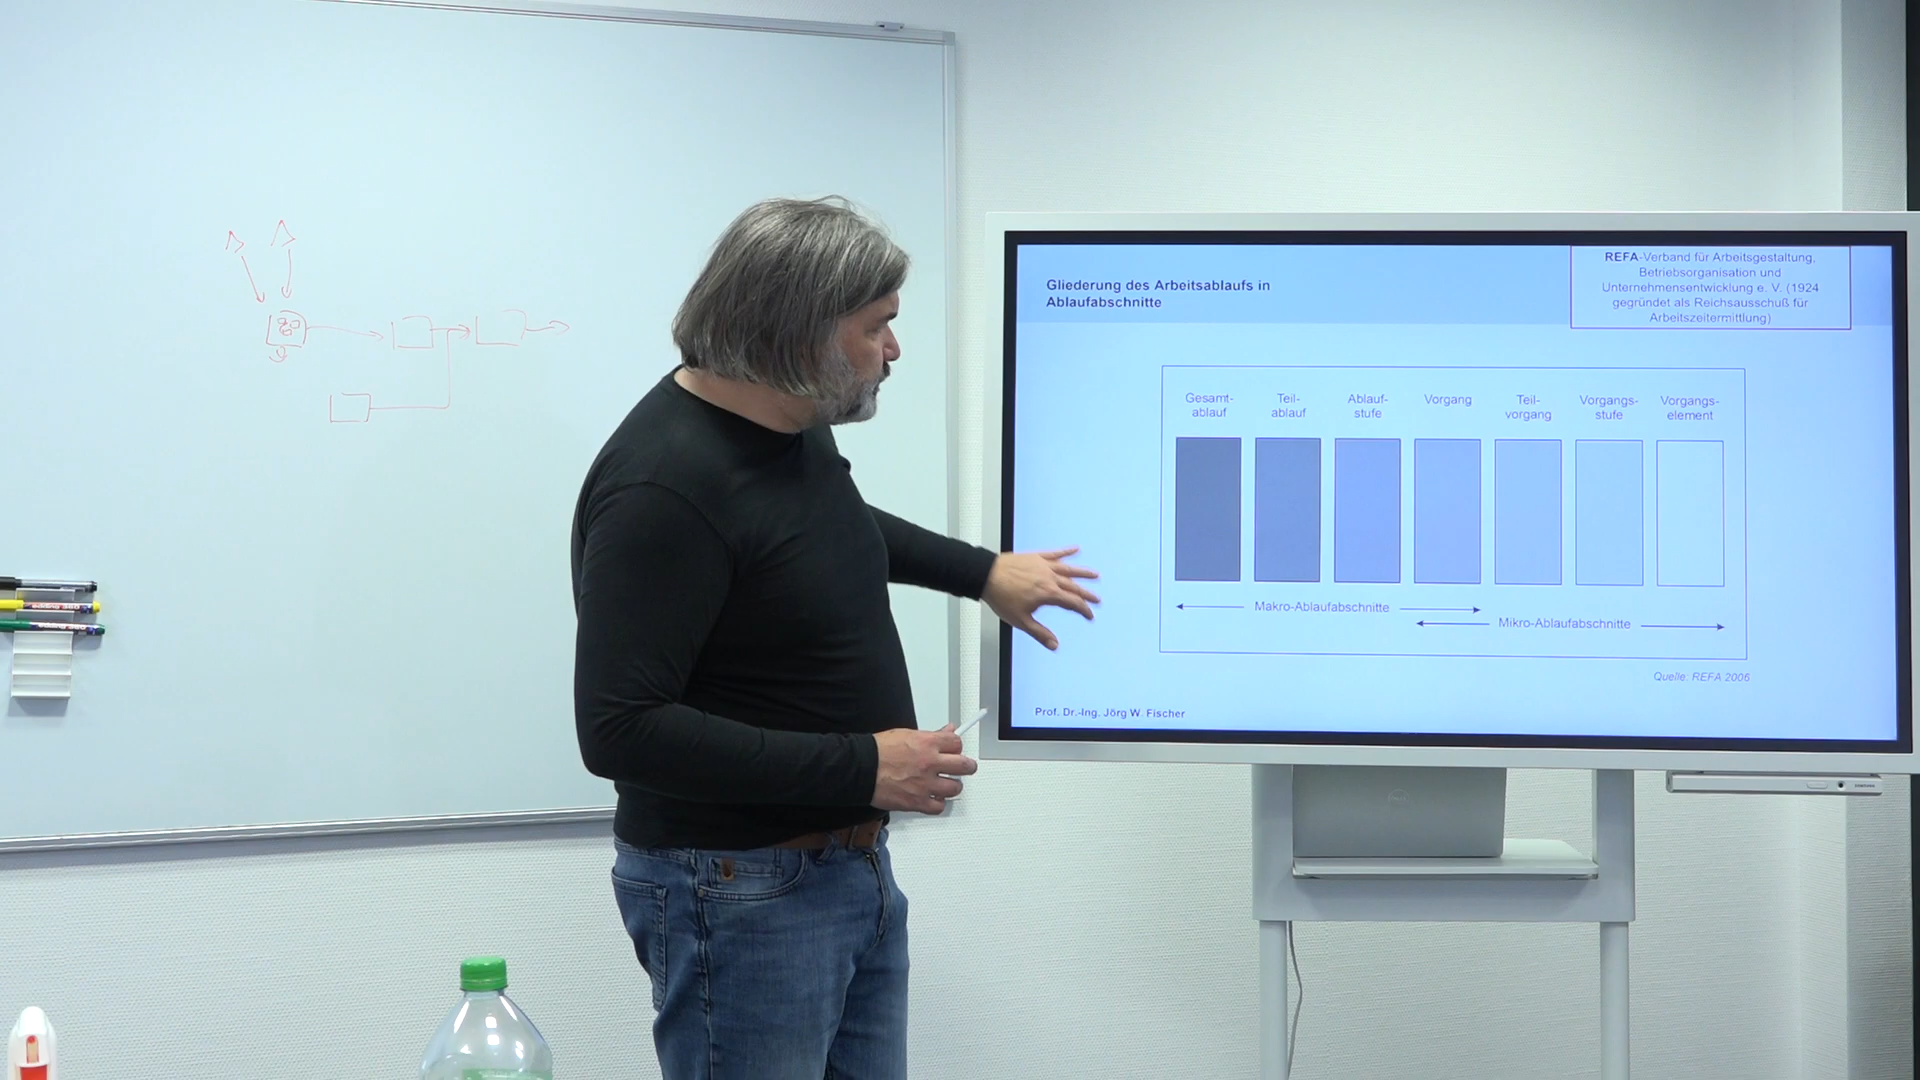 Gliederung des Arbeitsablaufs in
Ablaufabschnitte
REFA-Verband für Arbeitsgestaltung,
Betriebsorganisation und
Unternehmensentwicklung e. V. (1924
gegründet als Reichsausschuß für
Arbeitszeitermittlung)
Gesamt-
ablauf
Teil-
ablauf
Ablauf-
stufe
Vorgang
Teil-
vorgang
Vorgangs-
stufe
Vorgangs-
element
Makro-Ablaufabschnitte
Mikro-Ablaufabschnitte
Quelle: REFA 2006
Prof. Dr.-Ing. Jörg W. Fischer